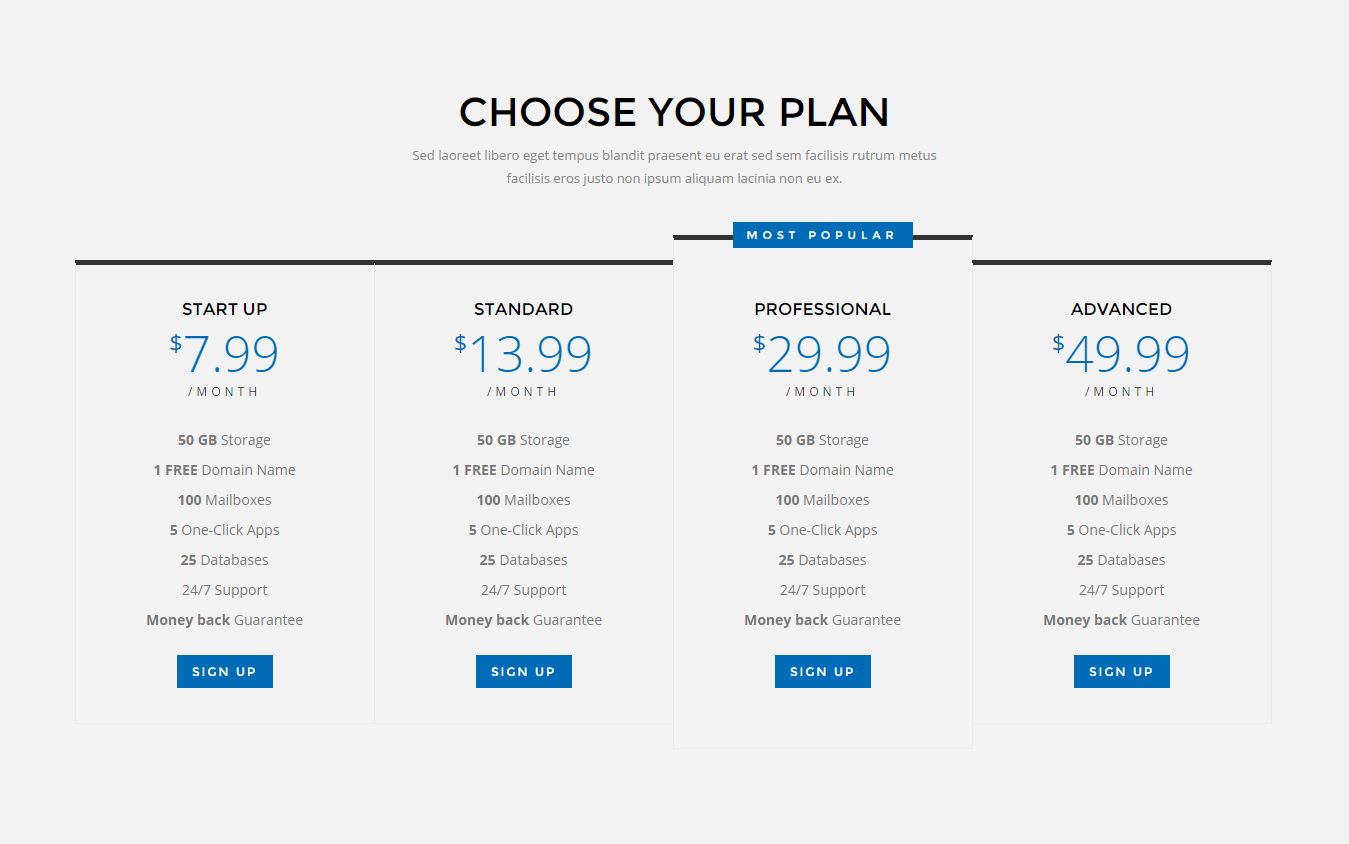 CHOOSE YOUR PLAN
Sed laoreet libero eget tempus blandit praesent eu erat sed sem facilisis rutrum metus
facilisis eros justo non ipsum aliquam lacinia non eu ex.
START UP
$7.99
/MONTH
50 GB Storage
1 FREE Domain Name
100 Mailboxes
5 One-Click Apps
25 Databases
24/7 Support
Money back Guarantee
SIGN UP
STANDARD
$13.99
/MONTH
50 GB Storage
1 FREE Domain Name
100 Mailboxes
5 One-Click Apps
25 Databases
24/7 Support
Money back Guarantee
SIGN UP
MOST POPULAR
PROFESSIONAL
$29.99
/MONTH
50 GB Storage
1 FREE Domain Name
100 Mailboxes
5 One-Click Apps
25 Databases
24/7 Support
Money back Guarantee
SIGN UP
ADVANCED
$49.99
/MONTH
50 GB Storage
1 FREE Domain Name
100 Mailboxes
5 One-Click Apps
25 Databases
24/7 Support
Money back Guarantee
SIGN UP